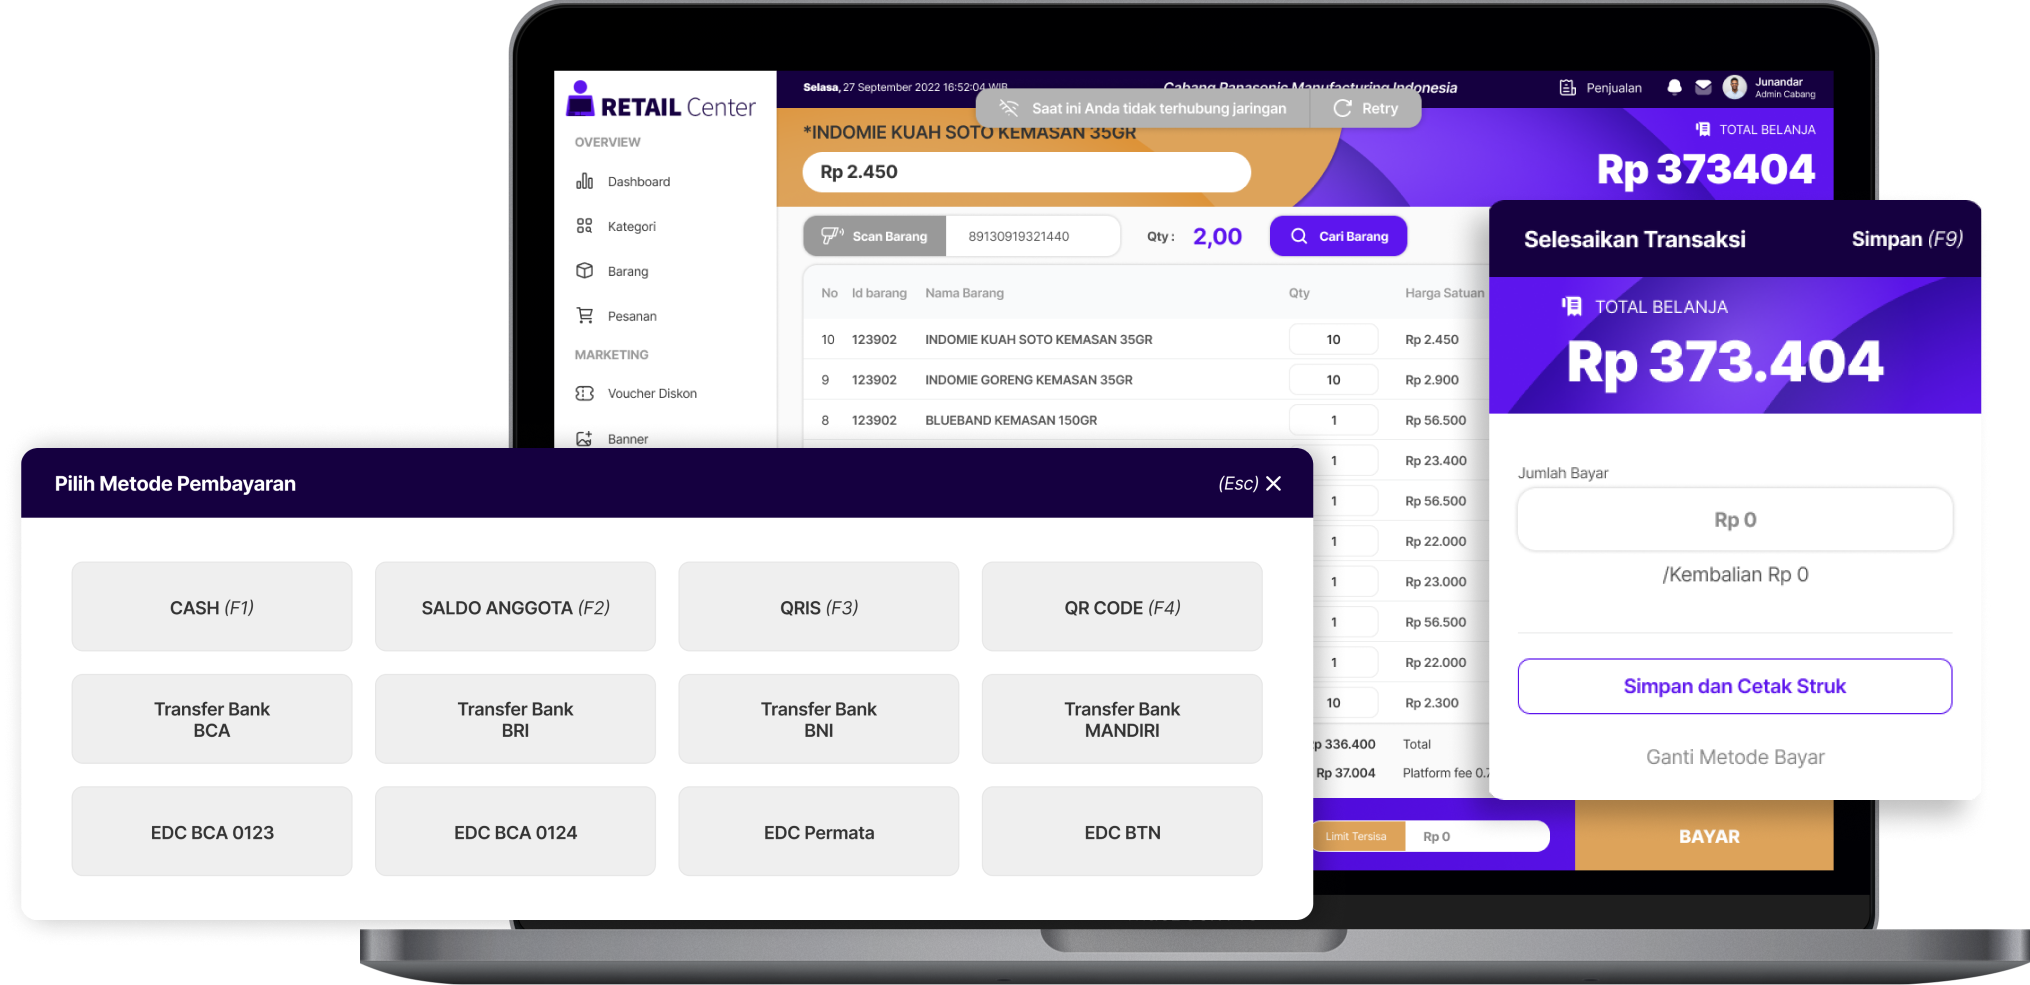 RETAIL Center
Selasa, 27 September 2022 16:52:04 WIB
Cabang Panasonic Manufacturing Indonesia
Penjualan
Junandar
Admin Cabang
Saat ini Anda tidak terhubung jaringan
Retry
OVERVIEW
Dashboard
Kategori
Barang
Pesanan
MARKETING
Voucher Diskon
Banner
*INDOMIE KUAH SOTO KEMASAN 35GR
Rp 2.450
TOTAL BELANJA
Rp 373404
Scan Barang
89130919321440
Qty :
2,00
Cari Barang
No Id barang Nama Barang Qty Harga Satuan
10 123902 INDOMIE KUAH SOTO KEMASAN 35GR 10 Rp 2.450
9 123902 INDOMIE GORENG KEMASAN 35GR 10 Rp 2.900
8 123902 BLUEBAND KEMASAN 150GR 1 Rp 56.500
1 Rp 23.400
1 Rp 56.500
1 Rp 22.000
1 Rp 23.000
1 Rp 56.500
1 Rp 22.000
10 Rp 2.300
336.400 Total
Rp 37.004 Platform fee
Limit Tersisa
Rp 0
BAYAR
Selesaikan Transaksi
Simpan (F9)
TOTAL BELANJA
Rp 373.404
Jumlah Bayar
Rp 0
/Kembalian Rp 0
Simpan dan Cetak Struk
Ganti Metode Bayar
Pilih Metode Pembayaran
(Esc)
CASH (F1)
SALDO ANGGOTA (F2)
QRIS (F3)
QR CODE (F4)
Transfer Bank
BCA
Transfer Bank
BRI
Transfer Bank
BNI
Transfer Bank
MANDIRI
EDC BCA 0123
EDC BCA 0124
EDC Permata
EDC BTN